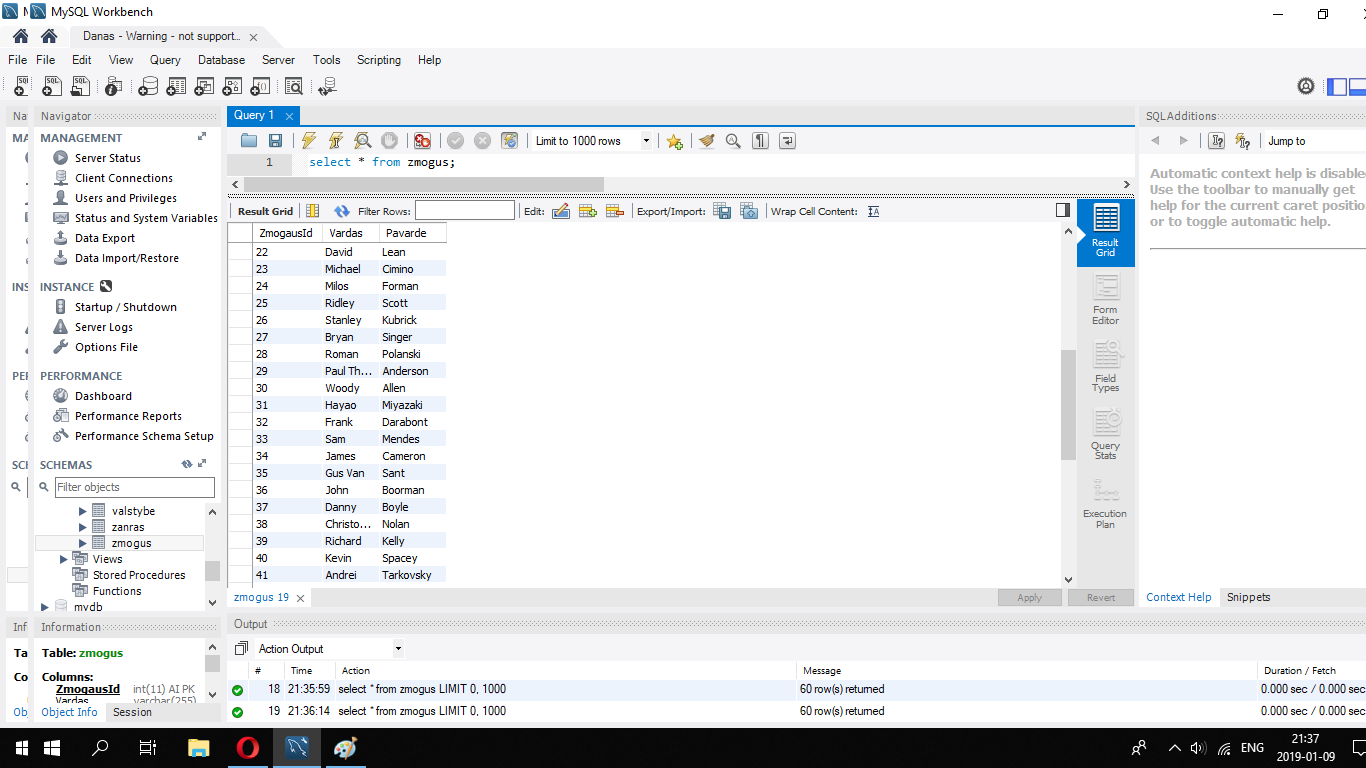 M MySQL Workbench
Danas - Warning - not support...
File File Edit View Query Database Server Tools Scripting Help
Na Navigator
MA MANAGEMENT
Server Status
Client Connections
Users and Privileges
Status and System Variables
Data Export
Data Import/Restore
INS INSTANCE
Startup / Shutdown
Server Logs
Options File
PEI PERFORMANCE
Dashboard
Performance Reports
Performance Schema Setup
SCI SCHEMAS
Filter objects
valstybe
zanras
zmogus
Views
Stored Procedures
Functions
mydb
Inf Information
Ta Table: zmogus
Co Columns:
ZmogausId int(11) AI PK
Vardas varchar(255)
Ob Object Info Session
Query 1
Limit to 1000 rows
1 select * from zmogus;
Result Grid Filter Rows: Edit: Export/Import: Wrap Cell Content:
ZmogausId Vardas Pavarde
22 David Lean
23 Michael Cimino
24 Milos Forman
25 Ridley Scott
26 Stanley Kubrick
27 Bryan Singer
28 Roman Polanski
29 Paul Th... Anderson
30 Woody Allen
31 Hayao Miyazaki
32 Frank Darabont
33 Sam Mendes
34 James Cameron
35 Gus Van Sant
36 John Boorman
37 Danny Boyle
38 Christo... Nolan
39 Richard Kelly
40 Kevin Spacey
41 Andrei Tarkovsky
Result
Grid
Form
Editor
Field
Types
Query
Stats
Execution
Plan
zmogus 19 Apply Revert
SQLAdditions
Jump to
Automatic context help is disable
Use the toolbar to manually get
help for the current caret positio
or to toggle automatic help.
Context Help Snippets
Output
Action Output
# Time Action Message Duration / Fetch
18 21:35:59 select * from zmogus LIMIT 0, 1000 60 row(s) returned 0.000 sec / 0.000 sec
19 21:36:14 select * from zmogus LIMIT 0, 1000 60 row(s) returned 0.000 sec / 0.000 sec
ENG
21:37
2019-01-09